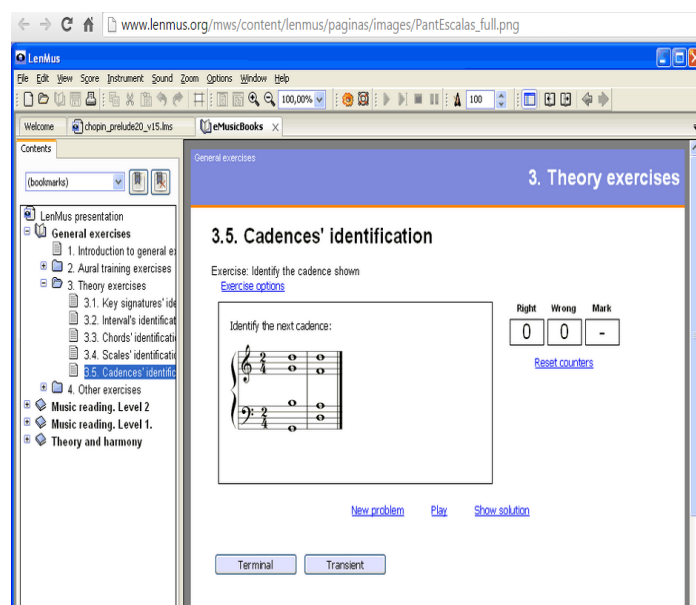 www.lenmus.org/mws/content/lenmus/paginas/images/PantEscalas_full.png
LenMus
File Edit View Score Instrument Sound Zoom Options Window Help
100,00% 100
Welcome chopin_prelude20_v15.lms eMusicBooks X
Contents
(bookmarks)
LenMus presentation
General exercises
1. Introduction to general e
2. Aural training exercises
3. Theory exercises
3.1. Key signatures' ide
3.2. Interval's identificat
3.3. Chords' identificati
3.4. Scales' identificatio
3.5. Cadences' identific
4. Other exercises
Music reading. Level 2
Music reading. Level 1.
Theory and harmony
General exercises
3. Theory exercises
3.5. Cadences' identification
Exercise: Identify the cadence shown
Exercise options
Identify the next cadence:
2
4
2
4
Right Wrong Mark
0 0 -
Reset counters
New problem Play Show solution
Terminal Transient